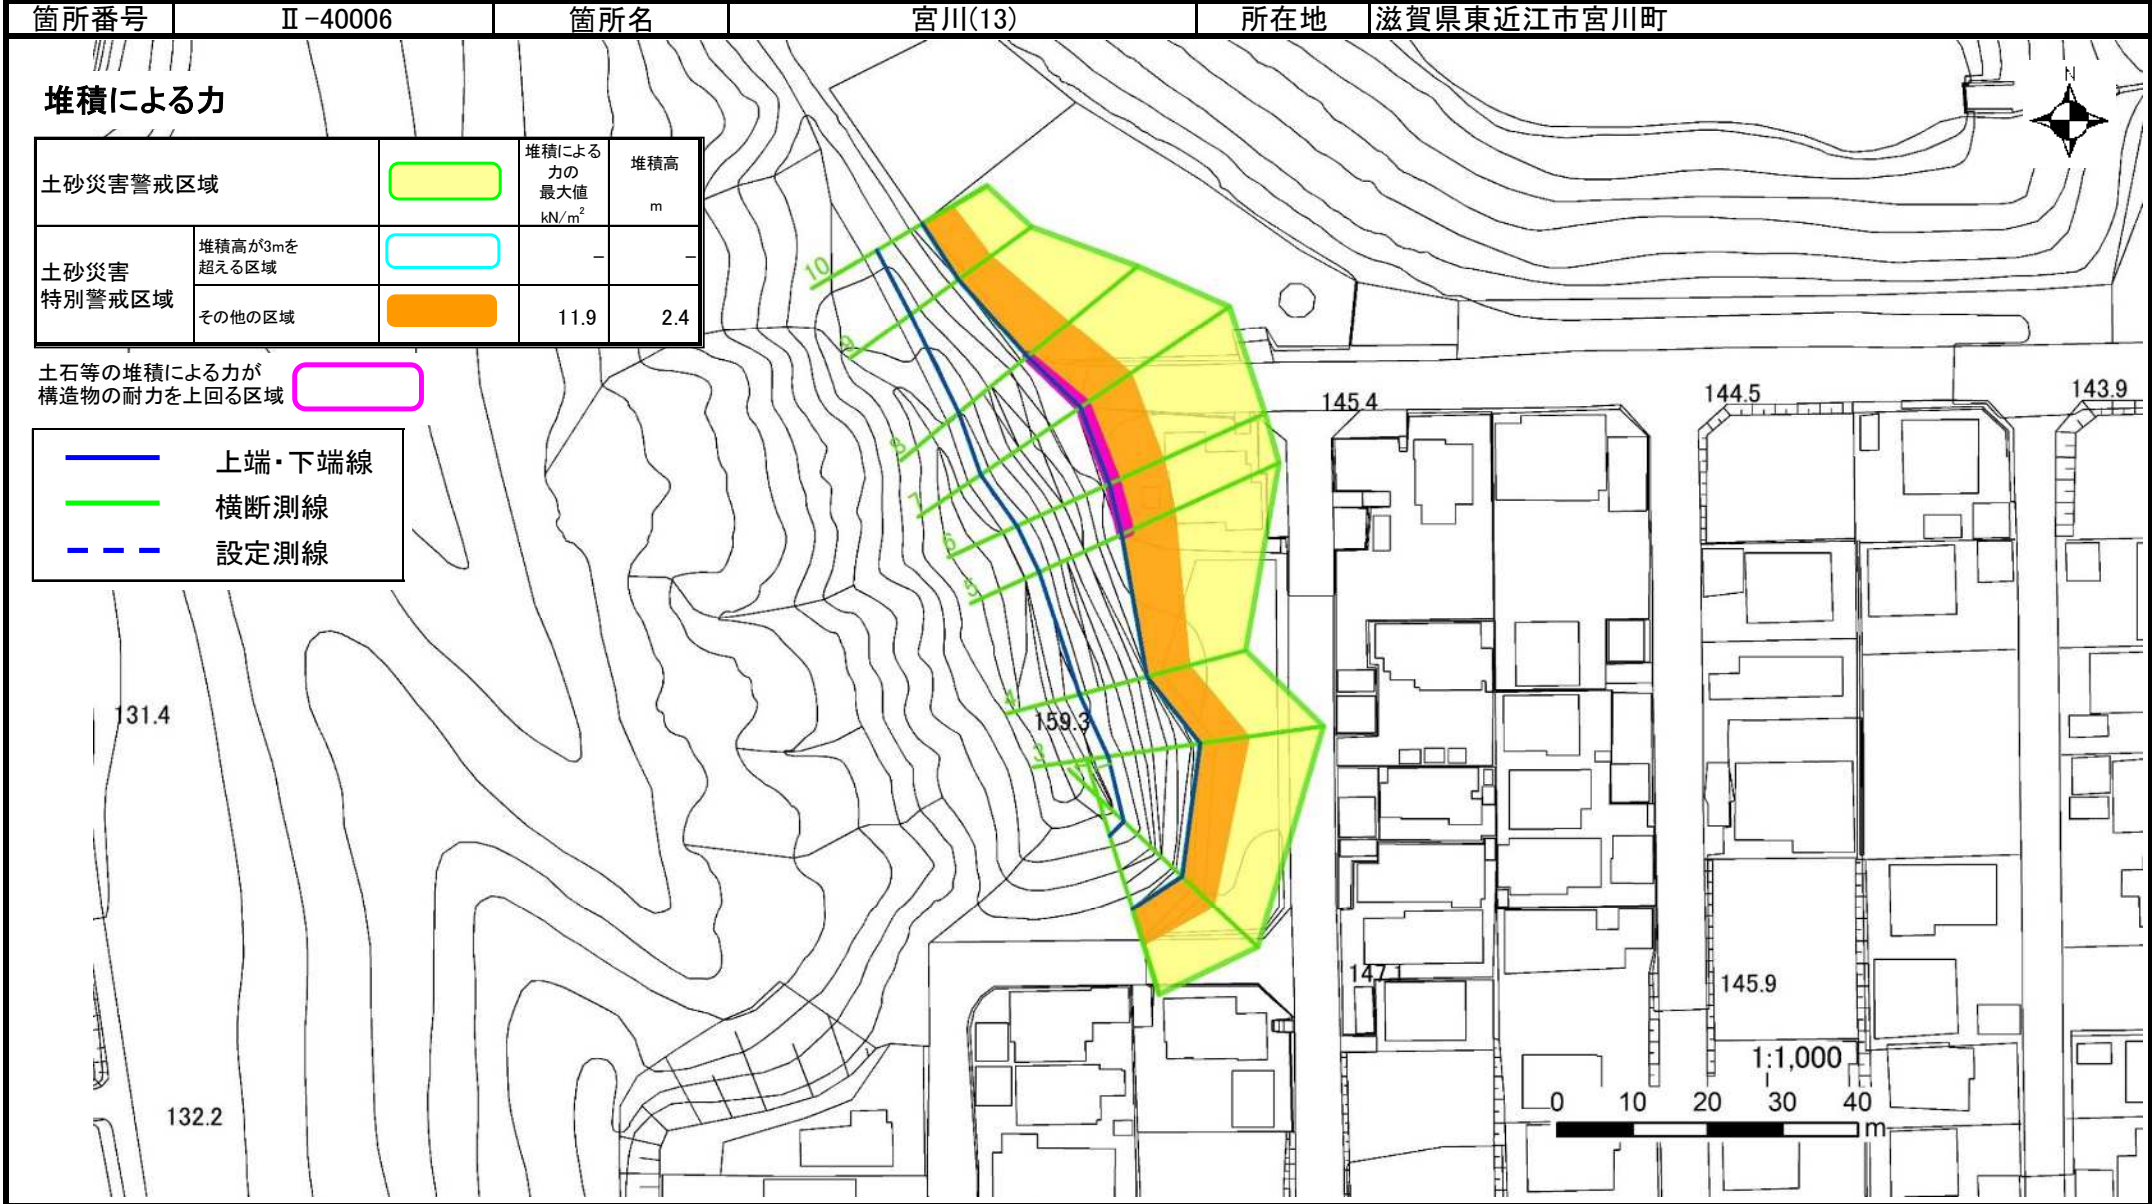 箇所番号 Ⅱ-40006 箇所名 宮川(13) 所在地 滋賀県東近江市宮川町
N
堆積による力
土砂災害警戒区域
堆積による
力の
最大値
kN/m²
堆積高
m
土砂災害
特別警戒区域
堆積高が3mを
超える区域
－ －
その他の区域
11.9 2.4
土石等の堆積による力が
構造物の耐力を上回る区域
上端・下端線
横断測線
設定測線
10
9
8
7
6
5
4
3
159.3
131.4
132.2
145.4
144.5
143.9
147.1
145.9
1:1,000
0 10 20 30 40
m